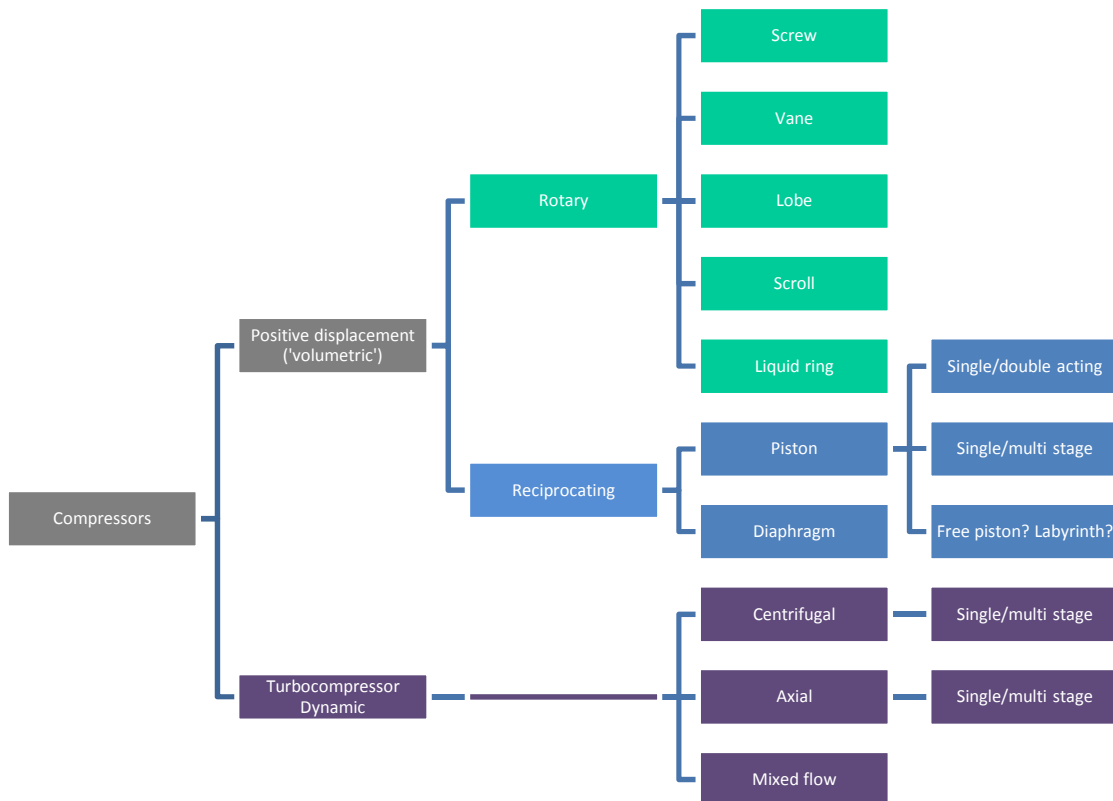 Screw
Vane
Rotary
Lobe
Scroll
Positive displacement
('volumetric')
Liquid ring
Single/double acting
Piston
Single/multi stage
Reciprocating
Compressors
Diaphragm
Free piston? Labyrinth?
Centrifugal
Single/multi stage
Turbocompressor
Dynamic
Axial
Single/multi stage
Mixed flow